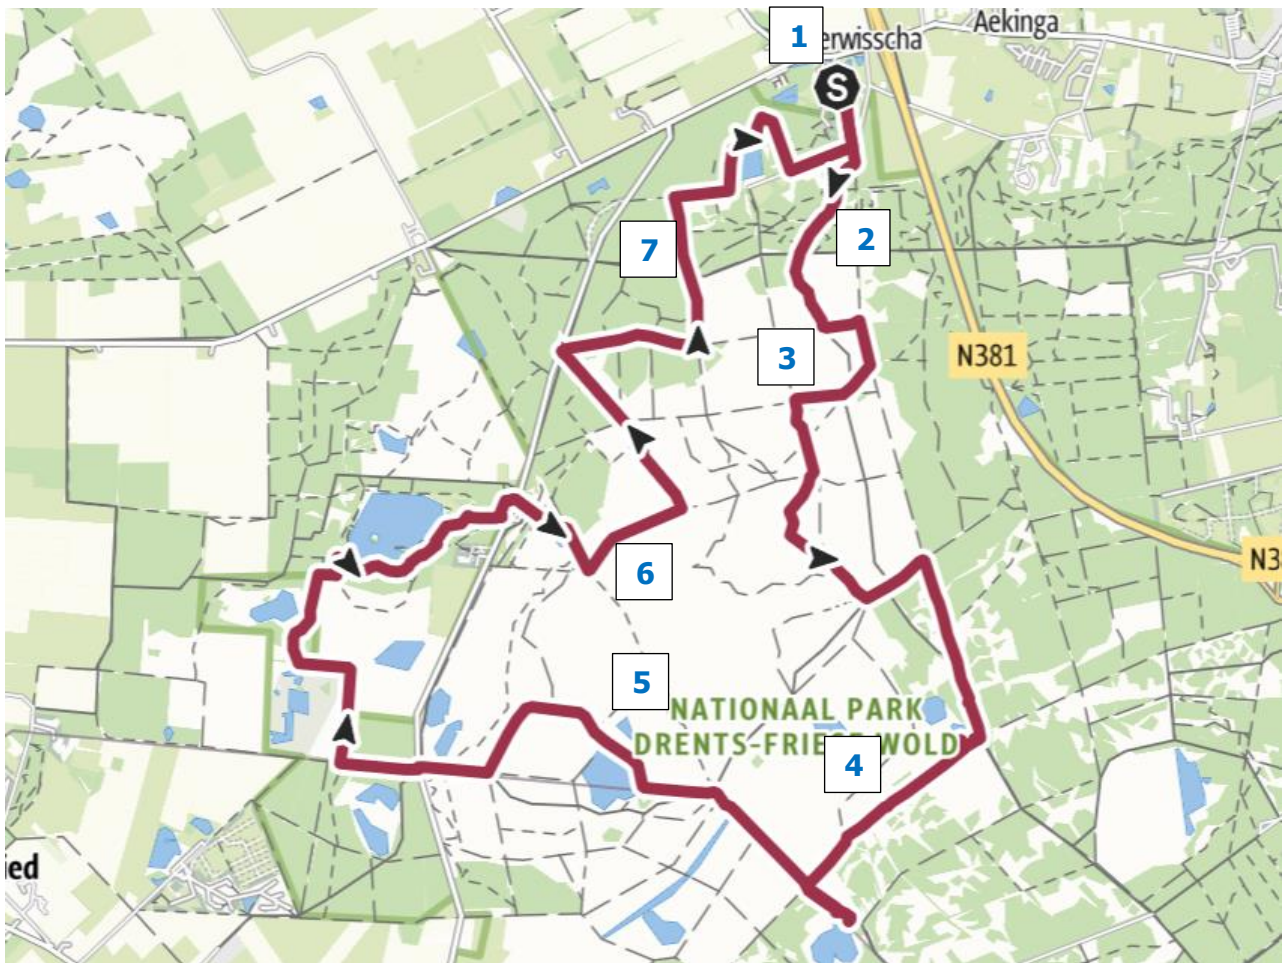 1
erwisscha
Aekinga
S
2
7
3
N381
6
N3
5
NATIONAAL PARK
DRENTS-FRIE WOLD
4
ied